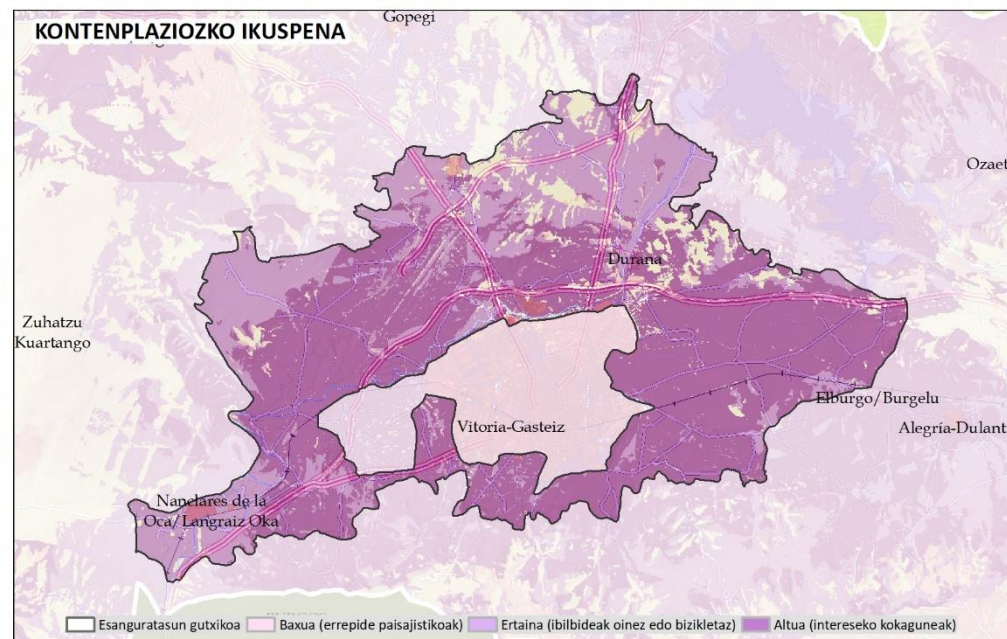 Gopegi
KONTENPLAZIOZKO IKUSPENA
Ozaet
Durana
Zuhatzu
Kuartango
Elburgo/Burgelu
Vitoria-Gasteiz
Alegría-Dulant
Nanclares de la
Oca/Langraiz Oka
Esanguratasun gutxikoa
Baxua (errepide paisajistikoak)
Ertaina (ibilbideak oinez edo bizikletaz)
Altua (intereseko kokaguneak)